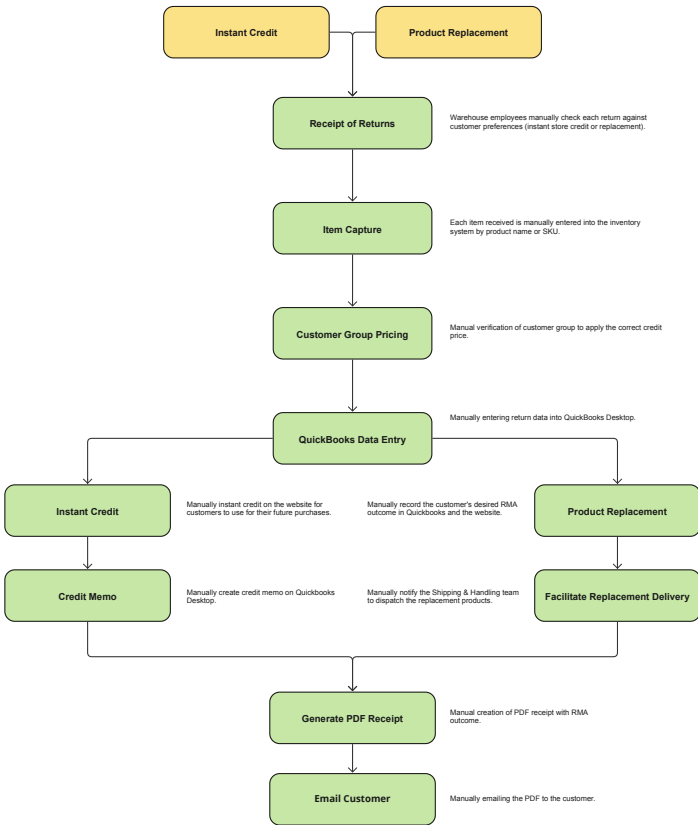 Instant Credit
Product Replacement
Receipt of Returns
Warehouse employees manually check each return against
customer preferences (instant store credit or replacement).
Item Capture
Each item received is manually entered into the inventory
system by product name or SKU.
Customer Group Pricing
Manual verification of customer group to apply the correct credit
price.
QuickBooks Data Entry
Manually entering return data into QuickBooks Desktop.
Instant Credit
Manually instant credit on the website for
customers to use for their future purchases.
Manually record the customer's desired RMA
outcome in Quickbooks and the website.
Product Replacement
Credit Memo
Manually create credit memo on Quickbooks
Desktop.
Manually notify the Shipping & Handling team
to dispatch the replacement products.
Facilitate Replacement Delivery
Generate PDF Receipt
Manual creation of PDF receipt with RMA
outcome.
Email Customer
Manually emailing the PDF to the customer.